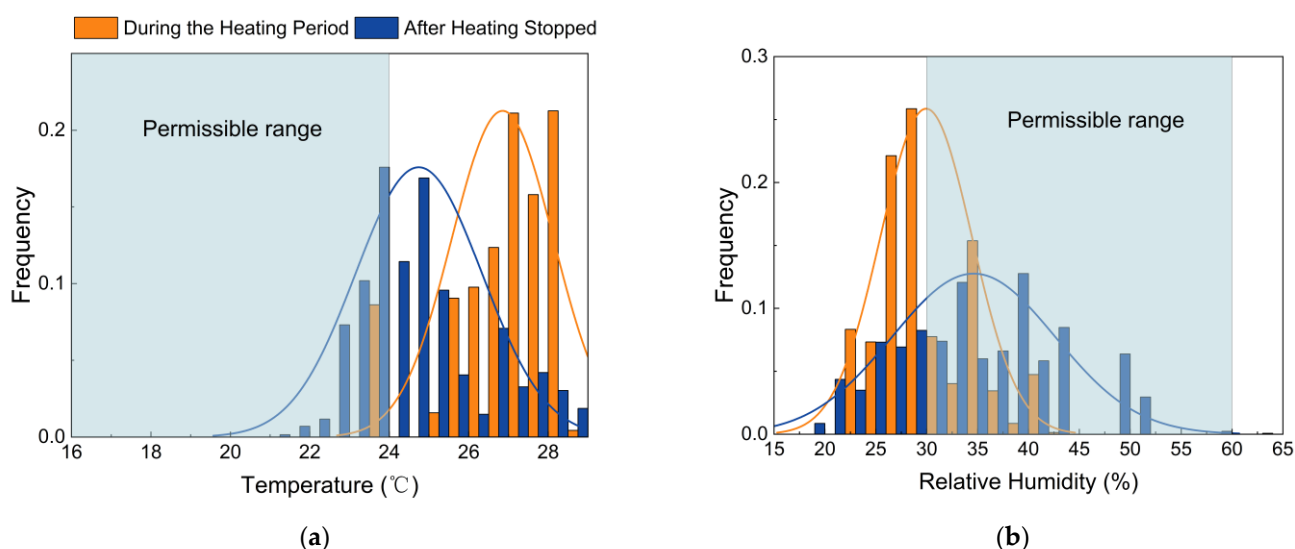 During the Heating Period After Heating Stopped
Permissible range
0.2
0.1
0.0
Frequency
16 18 20 22 24 26 28
Temperature (℃)
(a)
Permissible range
0.3
0.2
0.1
0.0
Frequency
15 20 25 30 35 40 45 50 55 60 65
Relative Humidity (%)
(b)